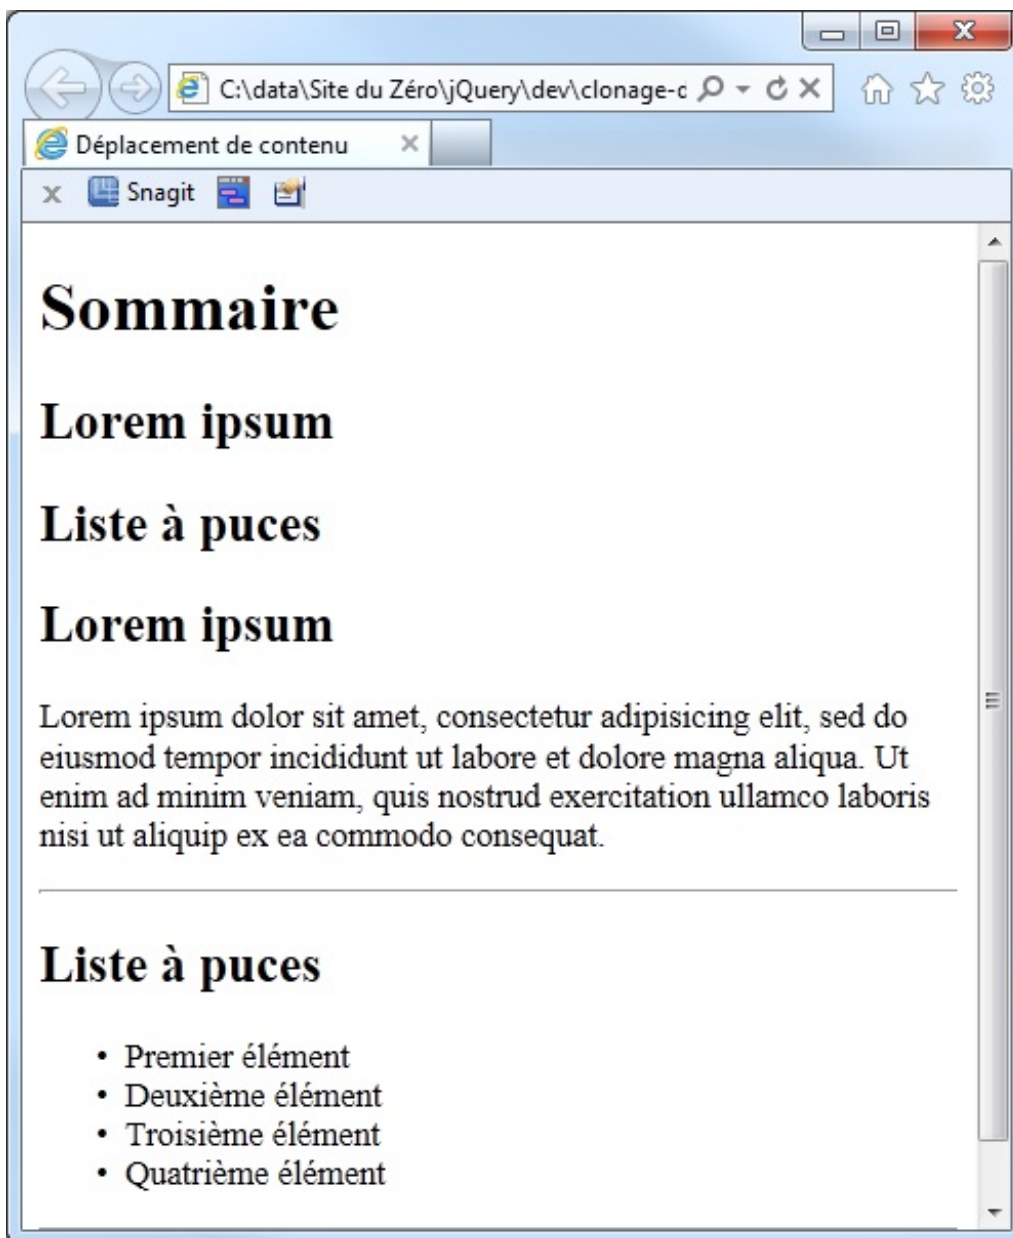 C:\data\Site du Zéro\jQuery\dev\clonage-c
Déplacement de contenu
Snagit
Sommaire
Lorem ipsum
Liste à puces
Lorem ipsum
Lorem ipsum dolor sit amet, consectetur adipisicing elit, sed do
eiusmod tempor incididunt ut labore et dolore magna aliqua. Ut
enim ad minim veniam, quis nostrud exercitation ullamco laboris
nisi ut aliquip ex ea commodo consequat.
Liste à puces
• Premier élément
• Deuxième élément
• Troisième élément
• Quatrième élément